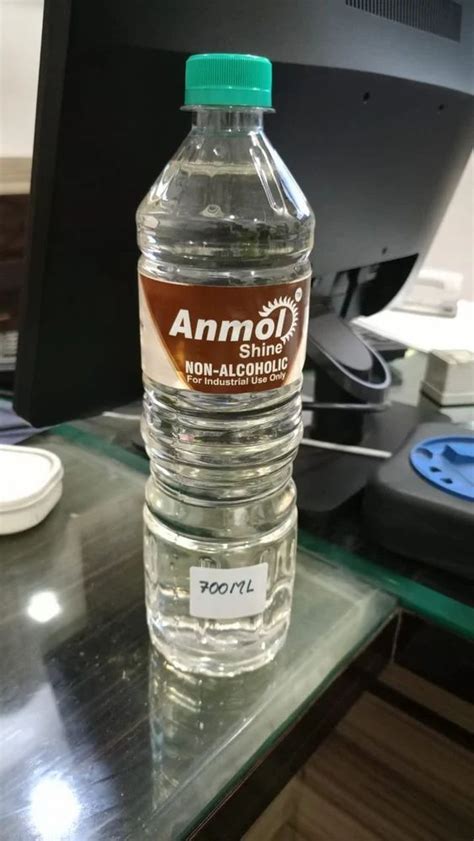 Anmol®
Shine
NON-ALCOHOLIC
For Industrial Use Only
700ML